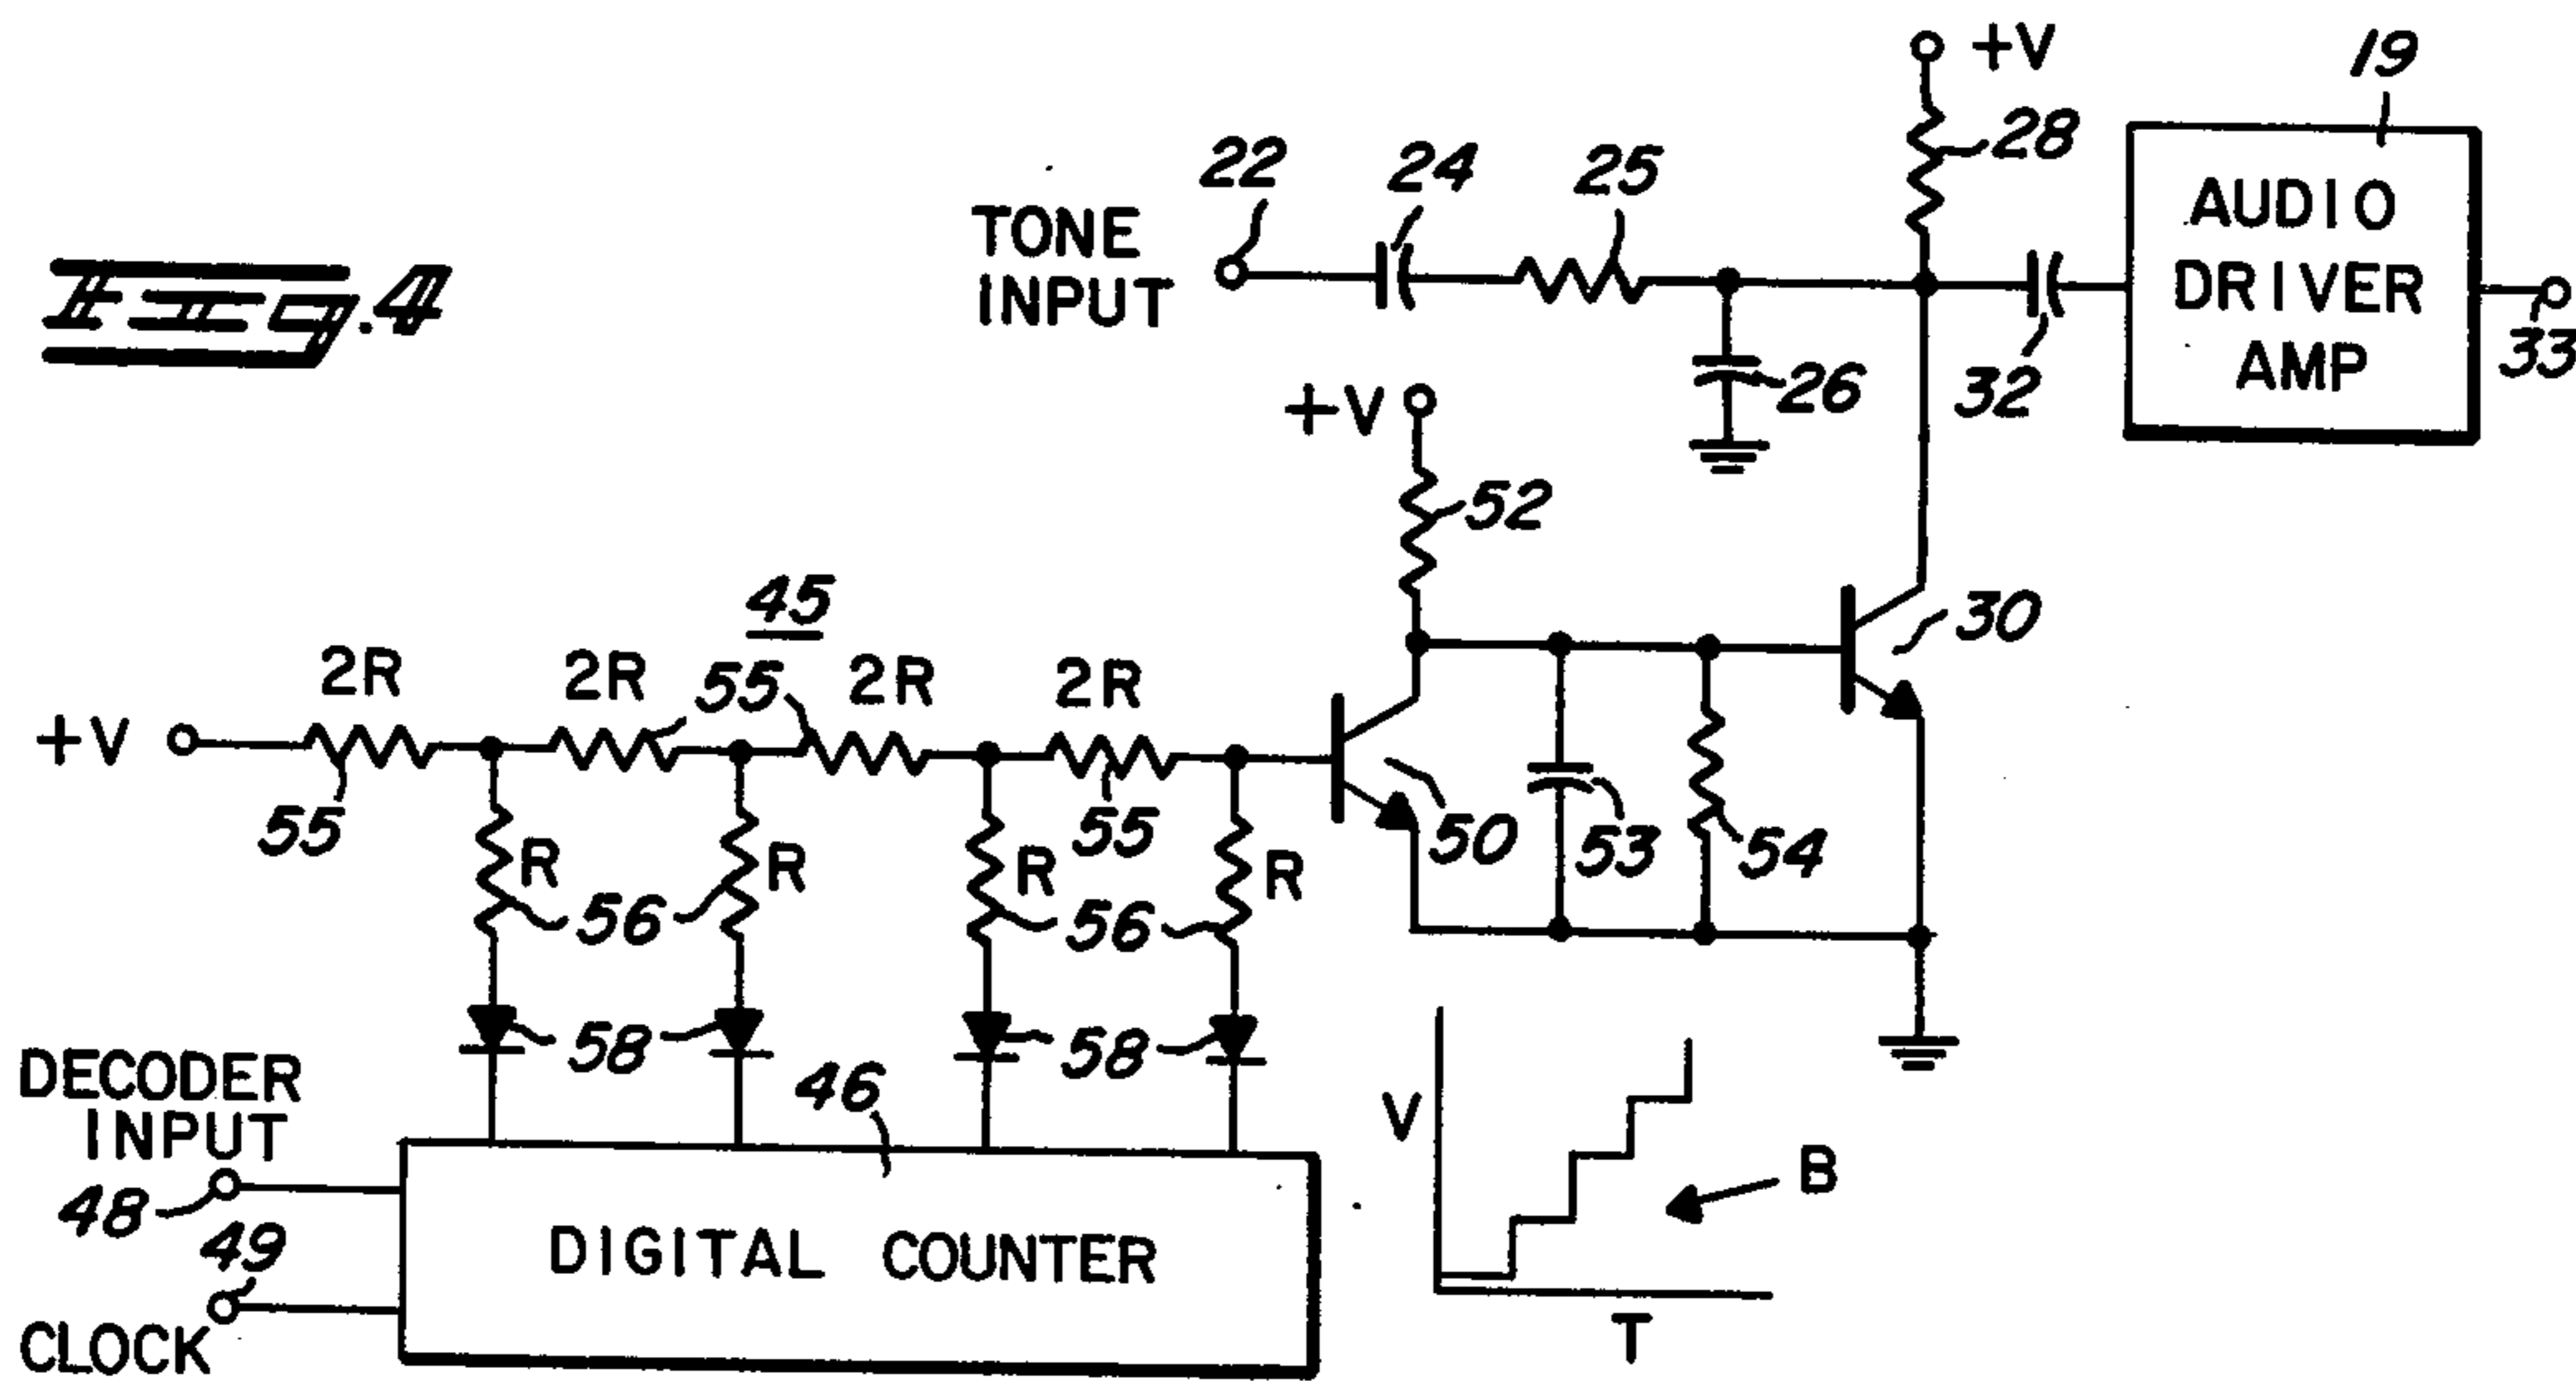 Fig. 4
+V
19
22
24
25
28
TONE
INPUT
AUDIO
DRIVER
AMP
33
26
32
+V
52
45
30
2R
2R
55
2R
2R
+V
55
55
50
53
54
R
R
R
R
56
56
58
58
DECODER
INPUT
46
48
49
DIGITAL COUNTER
CLOCK
V
B
T